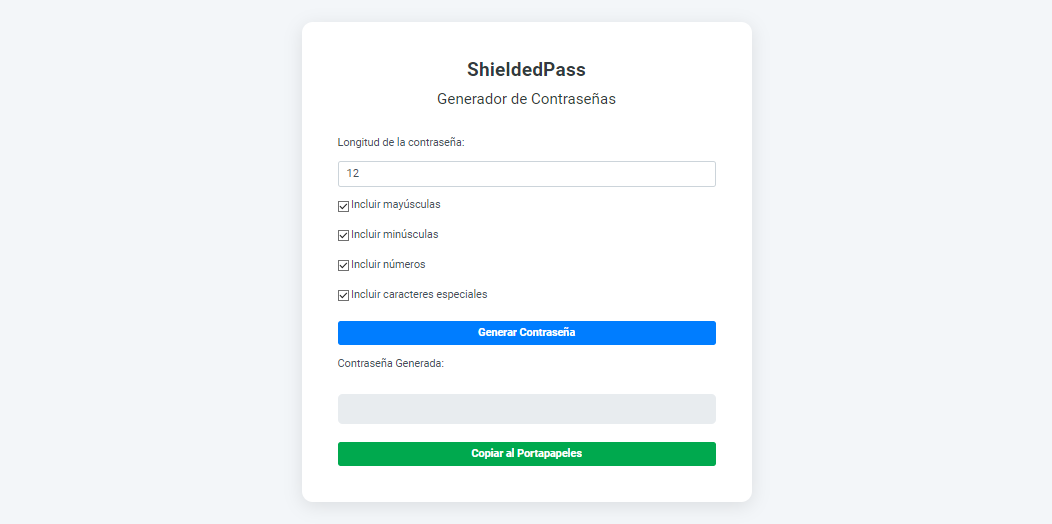 ShieldedPass
Generador de Contraseñas
Longitud de la contraseña:
12
Incluir mayúsculas
Incluir minúsculas
Incluir números
Incluir caracteres especiales
Generar Contraseña
Contraseña Generada:
Copiar al Portapapeles